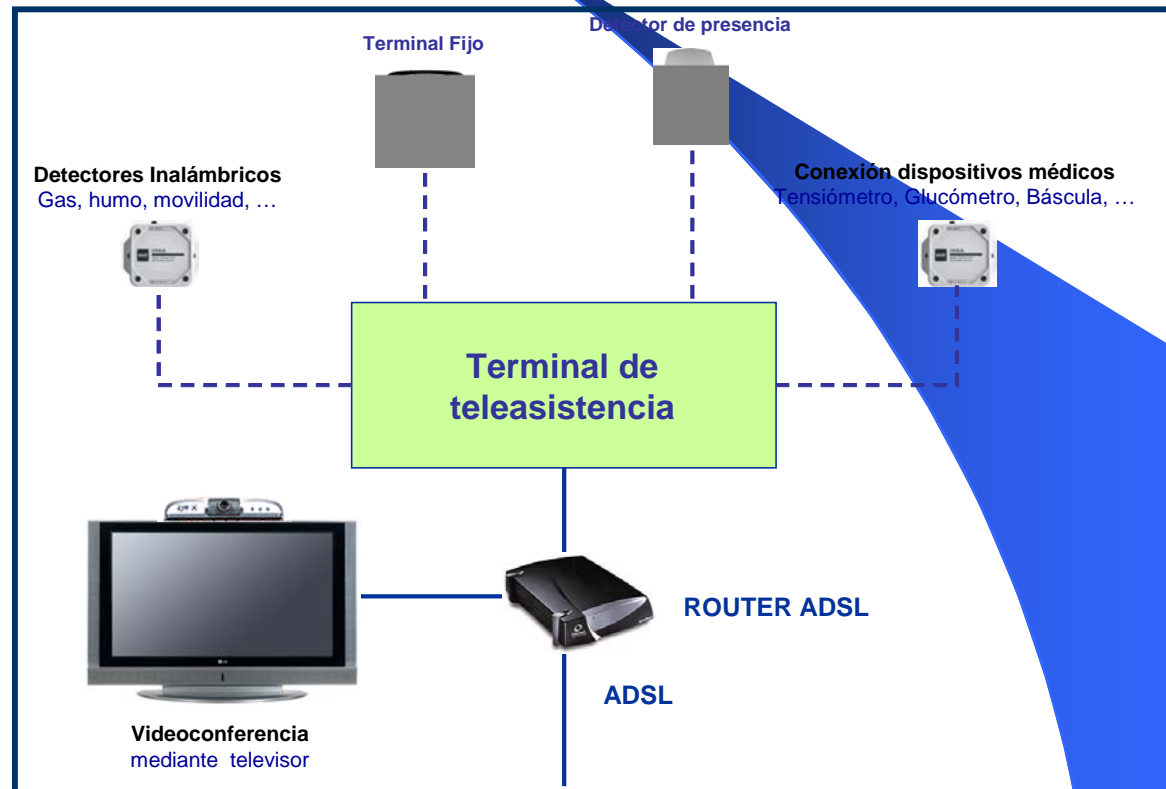 Detector de presencia
Terminal Fijo
Detectores Inalámbricos
Gas, humo, movilidad, …
Conexión dispositivos médicos
Tensiómetro, Glucómetro, Báscula, …
Terminal de
teleasistencia
ROUTER ADSL
ADSL
Videoconferencia
mediante televisor